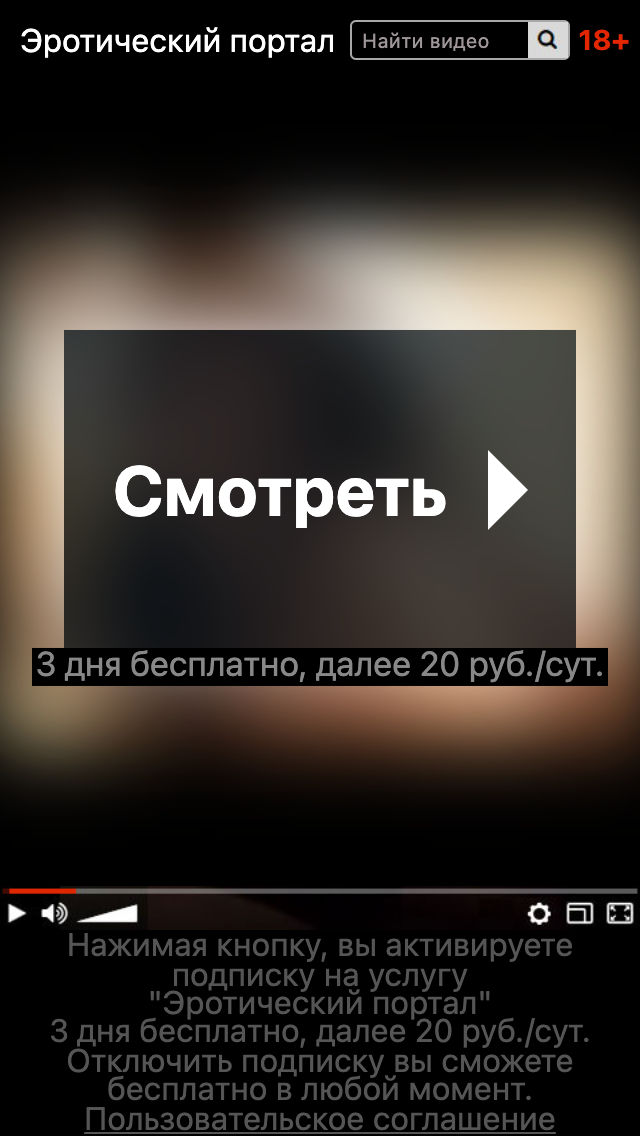 Эротический портал
Найти видео
18+
Смотреть
3 дня бесплатно, далее 20 руб./сут.
Нажимая кнопку, вы активируете
подписку на услугу
"Эротический портал"
3 дня бесплатно, далее 20 руб./сут.
Отключить подписку вы сможете
бесплатно в любой момент.
Пользовательское соглашение